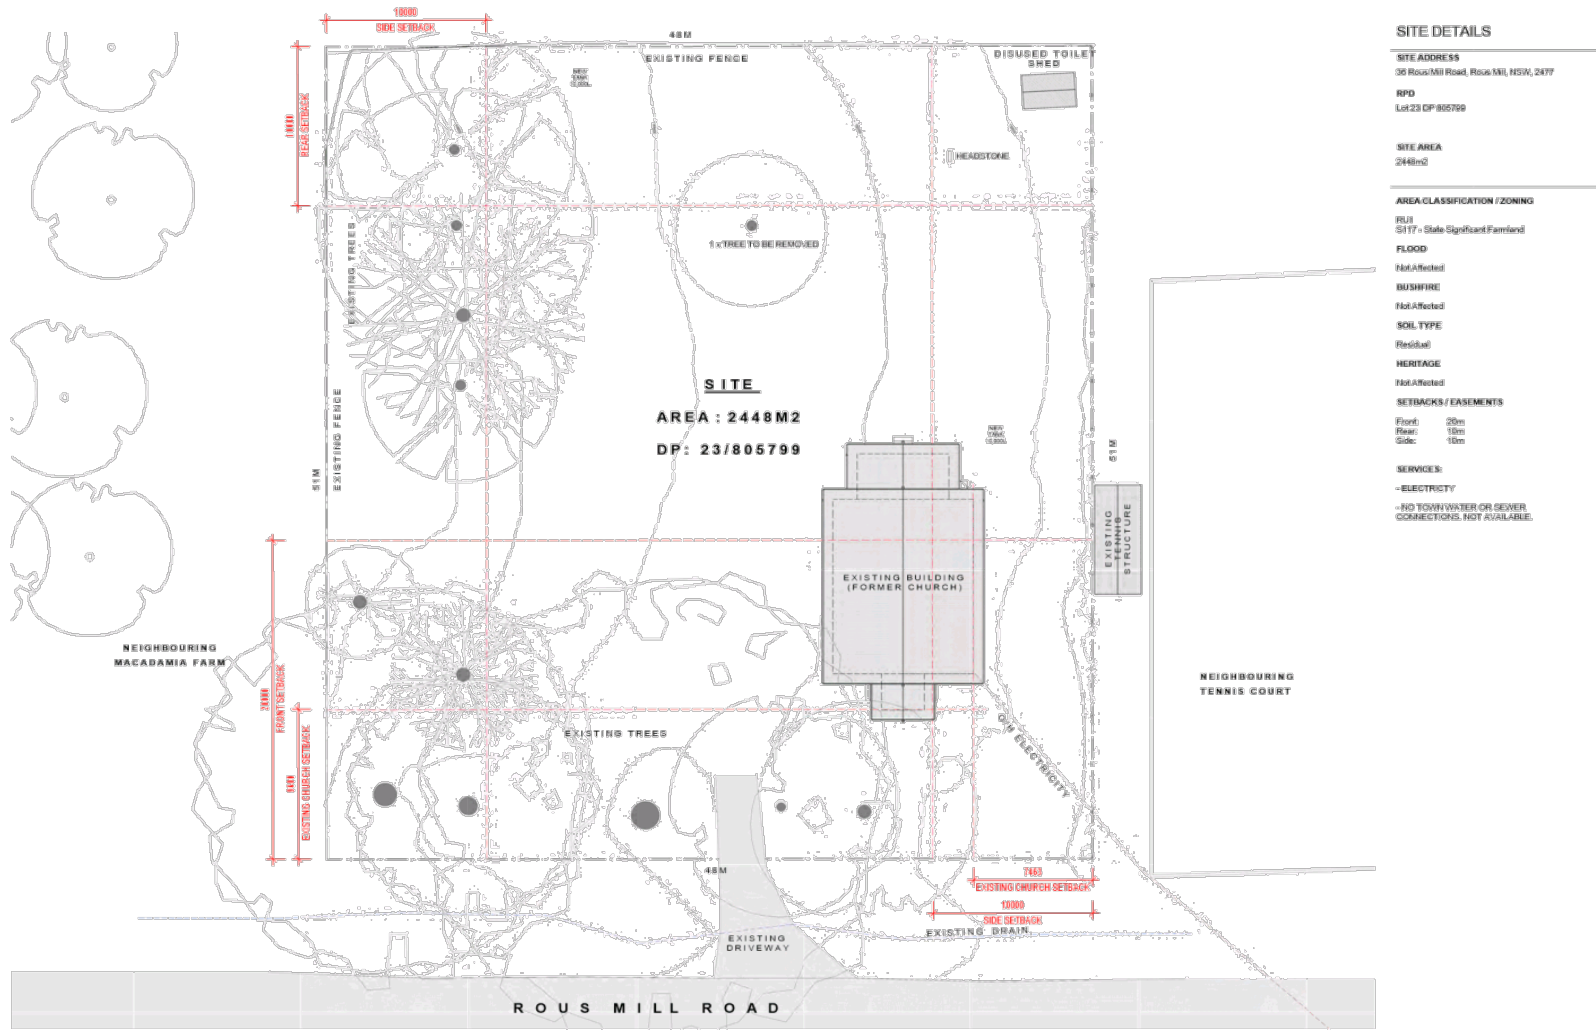 10000
SIDE SETBACK
48M
EXISTING FENCE
DISUSED TOILET
SHED
NEW
TANK
10000
REAR SETBACK
HEADSTONE
1 x TREE TO BE REMOVED
EXISTING TREES
SITE
AREA : 2448M2
DP: 23/805799
EXISTING FENCE
51M
NEW
TANK
51M
EXISTING
TENNIS
STRUCTURE
EXISTING BUILDING
(FORMER CHURCH)
NEIGHBOURING
MACADAMIA FARM
20000
FRONT SETBACK
EXISTING CHURCH SETBACK
EXISTING TREES
O/H ELECTRICITY
NEIGHBOURING
TENNIS COURT
48M
EXISTING CHURCH SETBACK
10000
SIDE SETBACK
EXISTING DRAIN
EXISTING
DRIVEWAY
ROUS MILL ROAD
SITE DETAILS
SITE ADDRESS
36 Rous Mill Road, Rous Mill, NSW, 2477
RPD
Lot 23 DP 805799
SITE AREA
2448m2
AREA CLASSIFICATION / ZONING
RU1
S117 - State Significant Farmland
FLOOD
Not Affected
BUSHFIRE
Not Affected
SOIL TYPE
Residual
HERITAGE
Not Affected
SETBACKS / EASEMENTS
Front: 20m
Rear: 10m
Side: 10m
SERVICES:
- ELECTRICTY
- NO TOWN WATER OR SEWER
CONNECTIONS. NOT AVAILABLE.